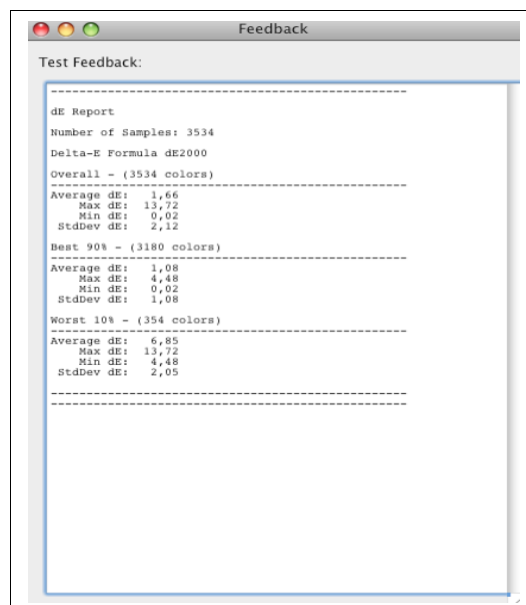 Feedback
Test Feedback:
--------------------------------------------------
dE Report
Number of Samples: 3534
Delta-E Formula dE2000
Overall - (3534 colors)
--------------------------------------------------
Average dE: 1,66
Max dE: 13,72
Min dE: 0,02
StdDev dE: 2,12
Best 90% - (3180 colors)
--------------------------------------------------
Average dE: 1,08
Max dE: 4,48
Min dE: 0,02
StdDev dE: 1,08
Worst 10% - (354 colors)
--------------------------------------------------
Average dE: 6,85
Max dE: 13,72
Min dE: 4,48
StdDev dE: 2,05
--------------------------------------------------
--------------------------------------------------